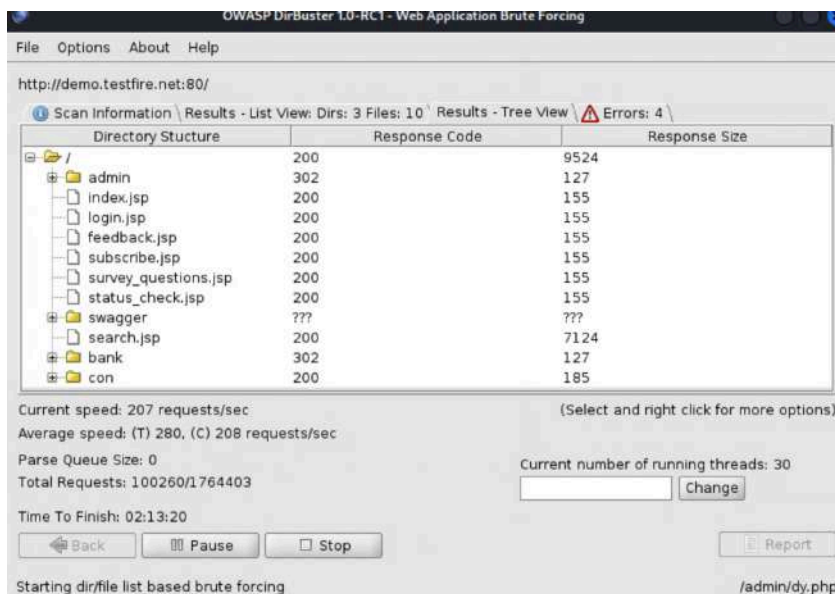 OWASP DirBuster 1.0-RC1 - Web Application Brute Forcing
File Options About Help
http://demo.testfire.net:80/
Scan Information Results - List View: Dirs: 3 Files: 10 Results - Tree View Errors: 4
Directory Stucture Response Code Response Size
/ 200 9524
admin 302 127
index.jsp 200 155
login.jsp 200 155
feedback.jsp 200 155
subscribe.jsp 200 155
survey_questions.jsp 200 155
status_check.jsp 200 155
swagger ??? ???
search.jsp 200 7124
bank 302 127
con 200 185
Current speed: 207 requests/sec (Select and right click for more options)
Average speed: (T) 280, (C) 208 requests/sec
Parse Queue Size: 0
Current number of running threads: 30
Total Requests: 100260/1764403
Change
Time To Finish: 02:13:20
Back Pause Stop Report
Starting dir/file list based brute forcing /admin/dy.php